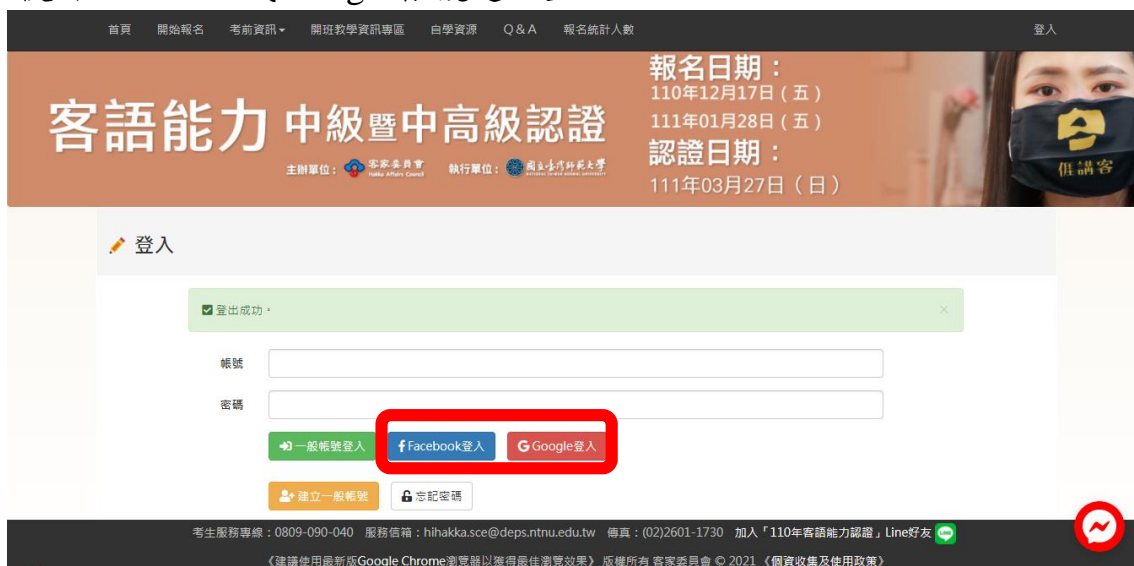 首頁 開始報名 考前資訊 開班教學資訊專區 自學資源 Q&A 報名統計人數 登入
客語能力 中級暨中高級認證
主辦單位: 客家委員會 Hakka Affairs Council 執行單位: 國立臺灣師範大學
報名日期:
110年12月17日(五)
111年01月28日(五)
認證日期:
111年03月27日(日)
𠊎講客
登入
登出成功。 ×
帳號
密碼
一般帳號登入 Facebook登入 Google登入
建立一般帳號 忘記密碼
考生服務專線:0809-090-040 服務信箱:hihakka.sce@deps.ntnu.edu.tw 傳真:(02)2601-1730 加入「110年客語能力認證」Line好友
《建議使用最新版Google Chrome瀏覽器以獲得最佳瀏覽效果》 版權所有 客家委員會 © 2021 《個資收集及使用政策》